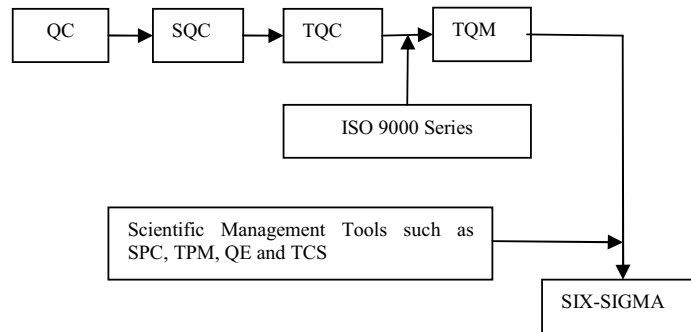 QC
SQC
TQC
TQM
ISO 9000 Series
Scientific Management Tools such as
SPC, TPM, QE and TCS
SIX-SIGMA